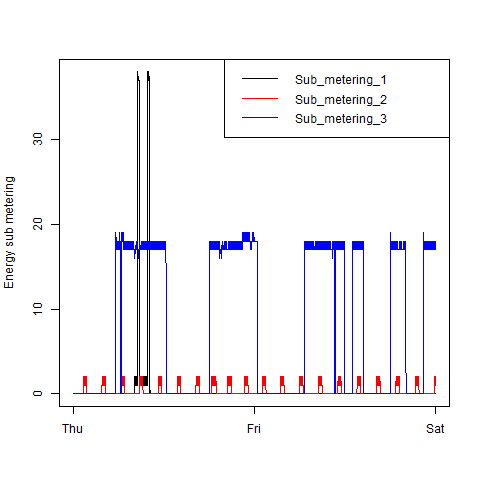 Sub_metering_1
Sub_metering_2
Sub_metering_3
Energy sub metering
30
20
10
0
Thu
Fri
Sat